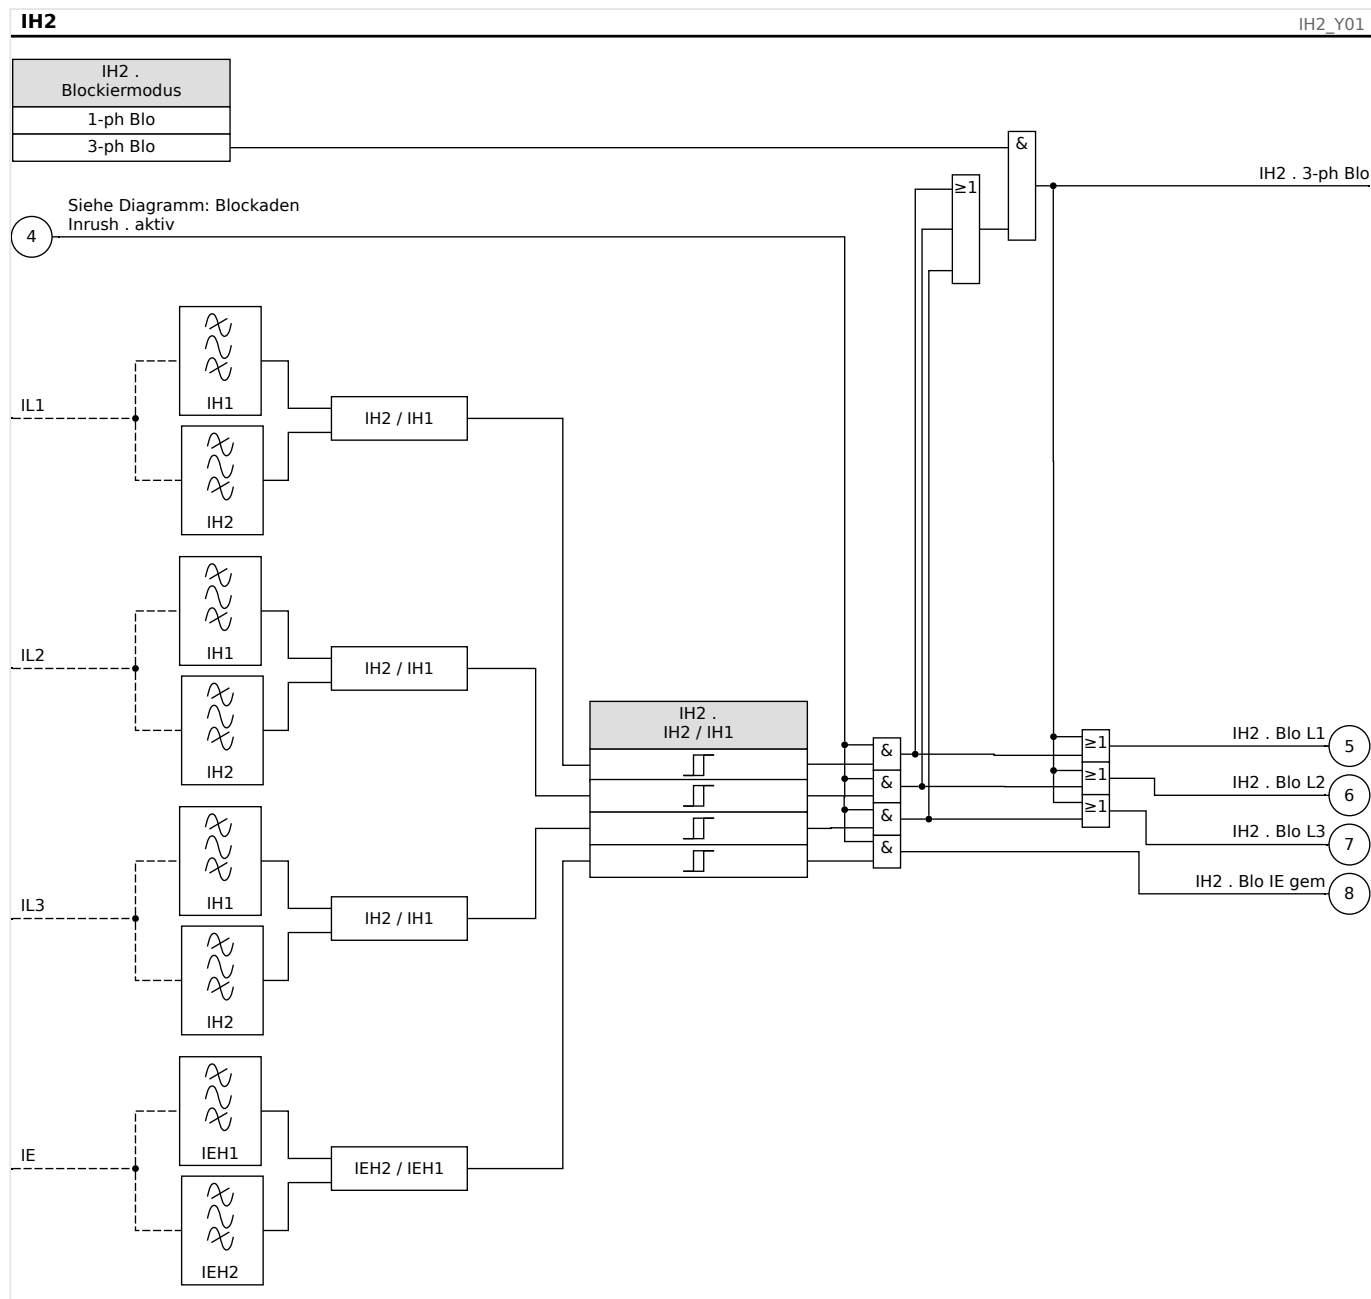 IH2
IH2_Y01
IH2 .
Blockiermodus
1-ph Blo
3-ph Blo
&
IH2 . 3-ph Blo
≥1
Siehe Diagramm: Blockaden
Inrush . aktiv
4
IH1
IL1
IH2 / IH1
IH2
IH1
IL2
IH2 / IH1
IH2
IH2 .
IH2 / IH1
&
&
&
&
≥1
≥1
≥1
IH2 . Blo L1
5
IH2 . Blo L2
6
IH2 . Blo L3
7
IH2 . Blo IE gem
8
IH1
IL3
IH2 / IH1
IH2
IEH1
IE
IEH2 / IEH1
IEH2